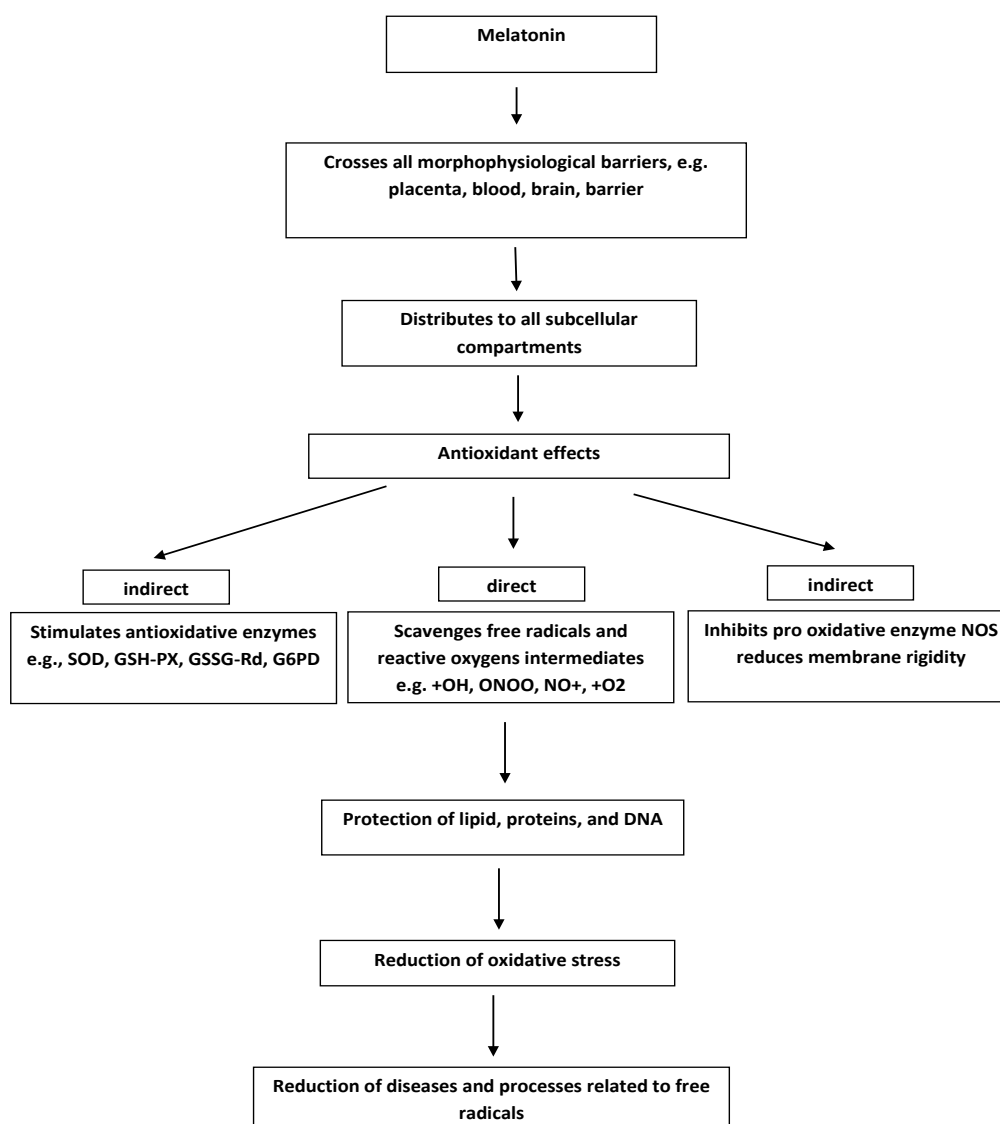 Melatonin
Crosses all morphophysiological barriers, e.g.
placenta, blood, brain, barrier
Distributes to all subcellular
compartments
Antioxidant effects
indirect
Stimulates antioxidative enzymes
e.g., SOD, GSH-PX, GSSG-Rd, G6PD
direct
Scavenges free radicals and
reactive oxygens intermediates
e.g. +OH, ONOO, NO+, +O2
indirect
Inhibits pro oxidative enzyme NOS
reduces membrane rigidity
Protection of lipid, proteins, and DNA
Reduction of oxidative stress
Reduction of diseases and processes related to free
radicals